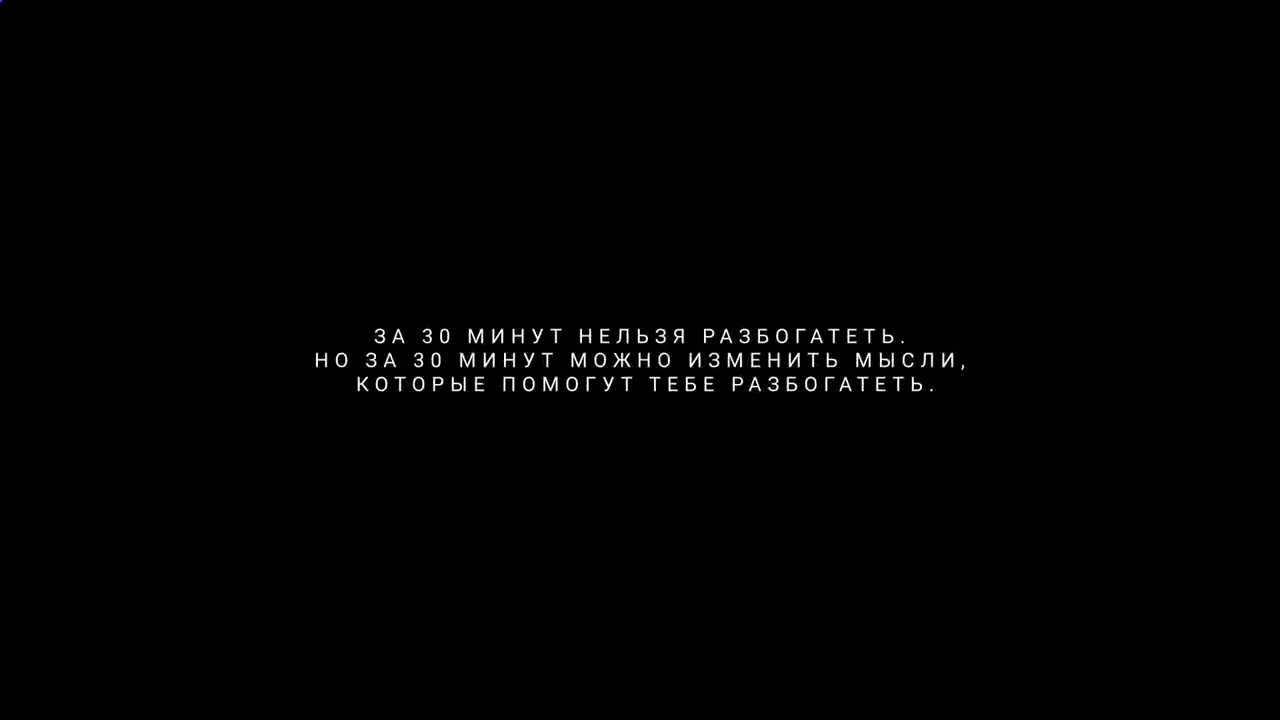 ЗА 30 МИНУТ НЕЛЬЗЯ РАЗБОГАТЕТЬ.
НО ЗА 30 МИНУТ МОЖНО ИЗМЕНИТЬ МЫСЛИ,
КОТОРЫЕ ПОМОГУТ ТЕБЕ РАЗБОГАТЕТЬ.